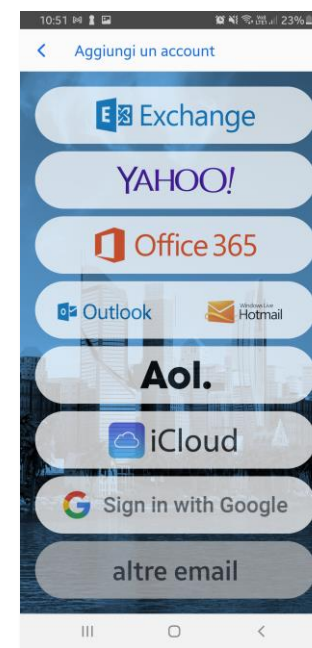 10:51 23%
Aggiungi un account
E Exchange
YAHOO!
Office 365
Outlook
Windows Live
Hotmail
Aol.
iCloud
Sign in with Google
altre email